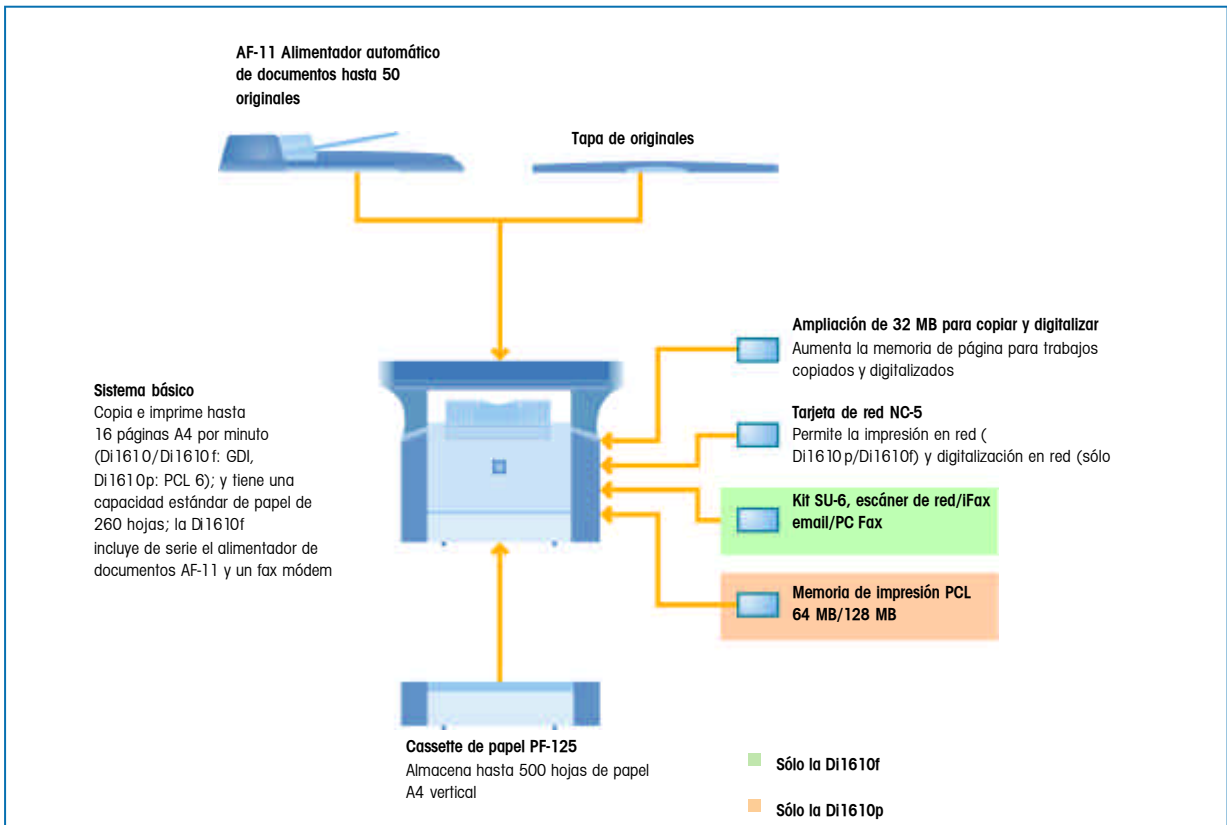 AF-11 Alimentador automático
de documentos hasta 50
originales
Tapa de originales
Ampliación de 32 MB para copiar y digitalizar
Aumenta la memoria de página para trabajos
copiados y digitalizados
Sistema básico
Copia e imprime hasta
16 páginas A4 por minuto
(Di1610/Di1610f: GDI,
Di1610p: PCL 6); y tiene una
capacidad estándar de papel de
260 hojas; la Di1610f
incluye de serie el alimentador de
documentos AF-11 y un fax módem
Tarjeta de red NC-5
Permite la impresión en red (
Di1610p/Di1610f) y digitalización en red (sólo
Kit SU-6, escáner de red/iFax
email/PC Fax
Memoria de impresión PCL
64 MB/128 MB
Cassette de papel PF-125
Almacena hasta 500 hojas de papel
A4 vertical
Sólo la Di1610f
Sólo la Di1610p